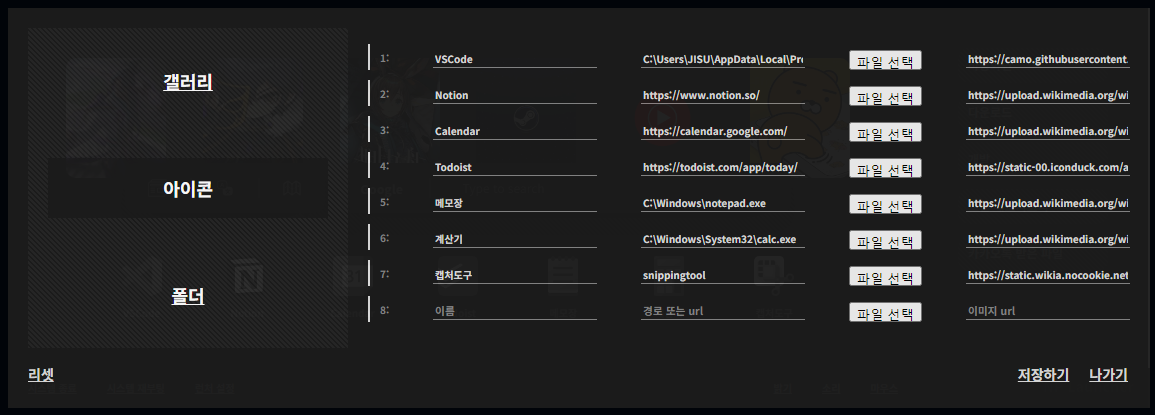 갤러리
아이콘
폴더
1: VSCode C:\Users\JISU\AppData\Local\Pr 파일 선택 https://camo.githubusercontent.
2: Notion https://www.notion.so/ 파일 선택 https://upload.wikimedia.org/wi
3: Calendar https://calendar.google.com/ 파일 선택 https://upload.wikimedia.org/wi
4: Todoist https://todoist.com/app/today/ 파일 선택 https://static-00.iconduck.com/a
5: 메모장 C:\Windows\notepad.exe 파일 선택 https://upload.wikimedia.org/wi
6: 계산기 C:\Windows\System32\calc.exe 파일 선택 https://upload.wikimedia.org/wi
7: 캡처도구 snippingtool 파일 선택 https://static.wikia.nocookie.net
8: 이름 경로 또는 url 파일 선택 이미지 url
리셋 저장하기 나가기